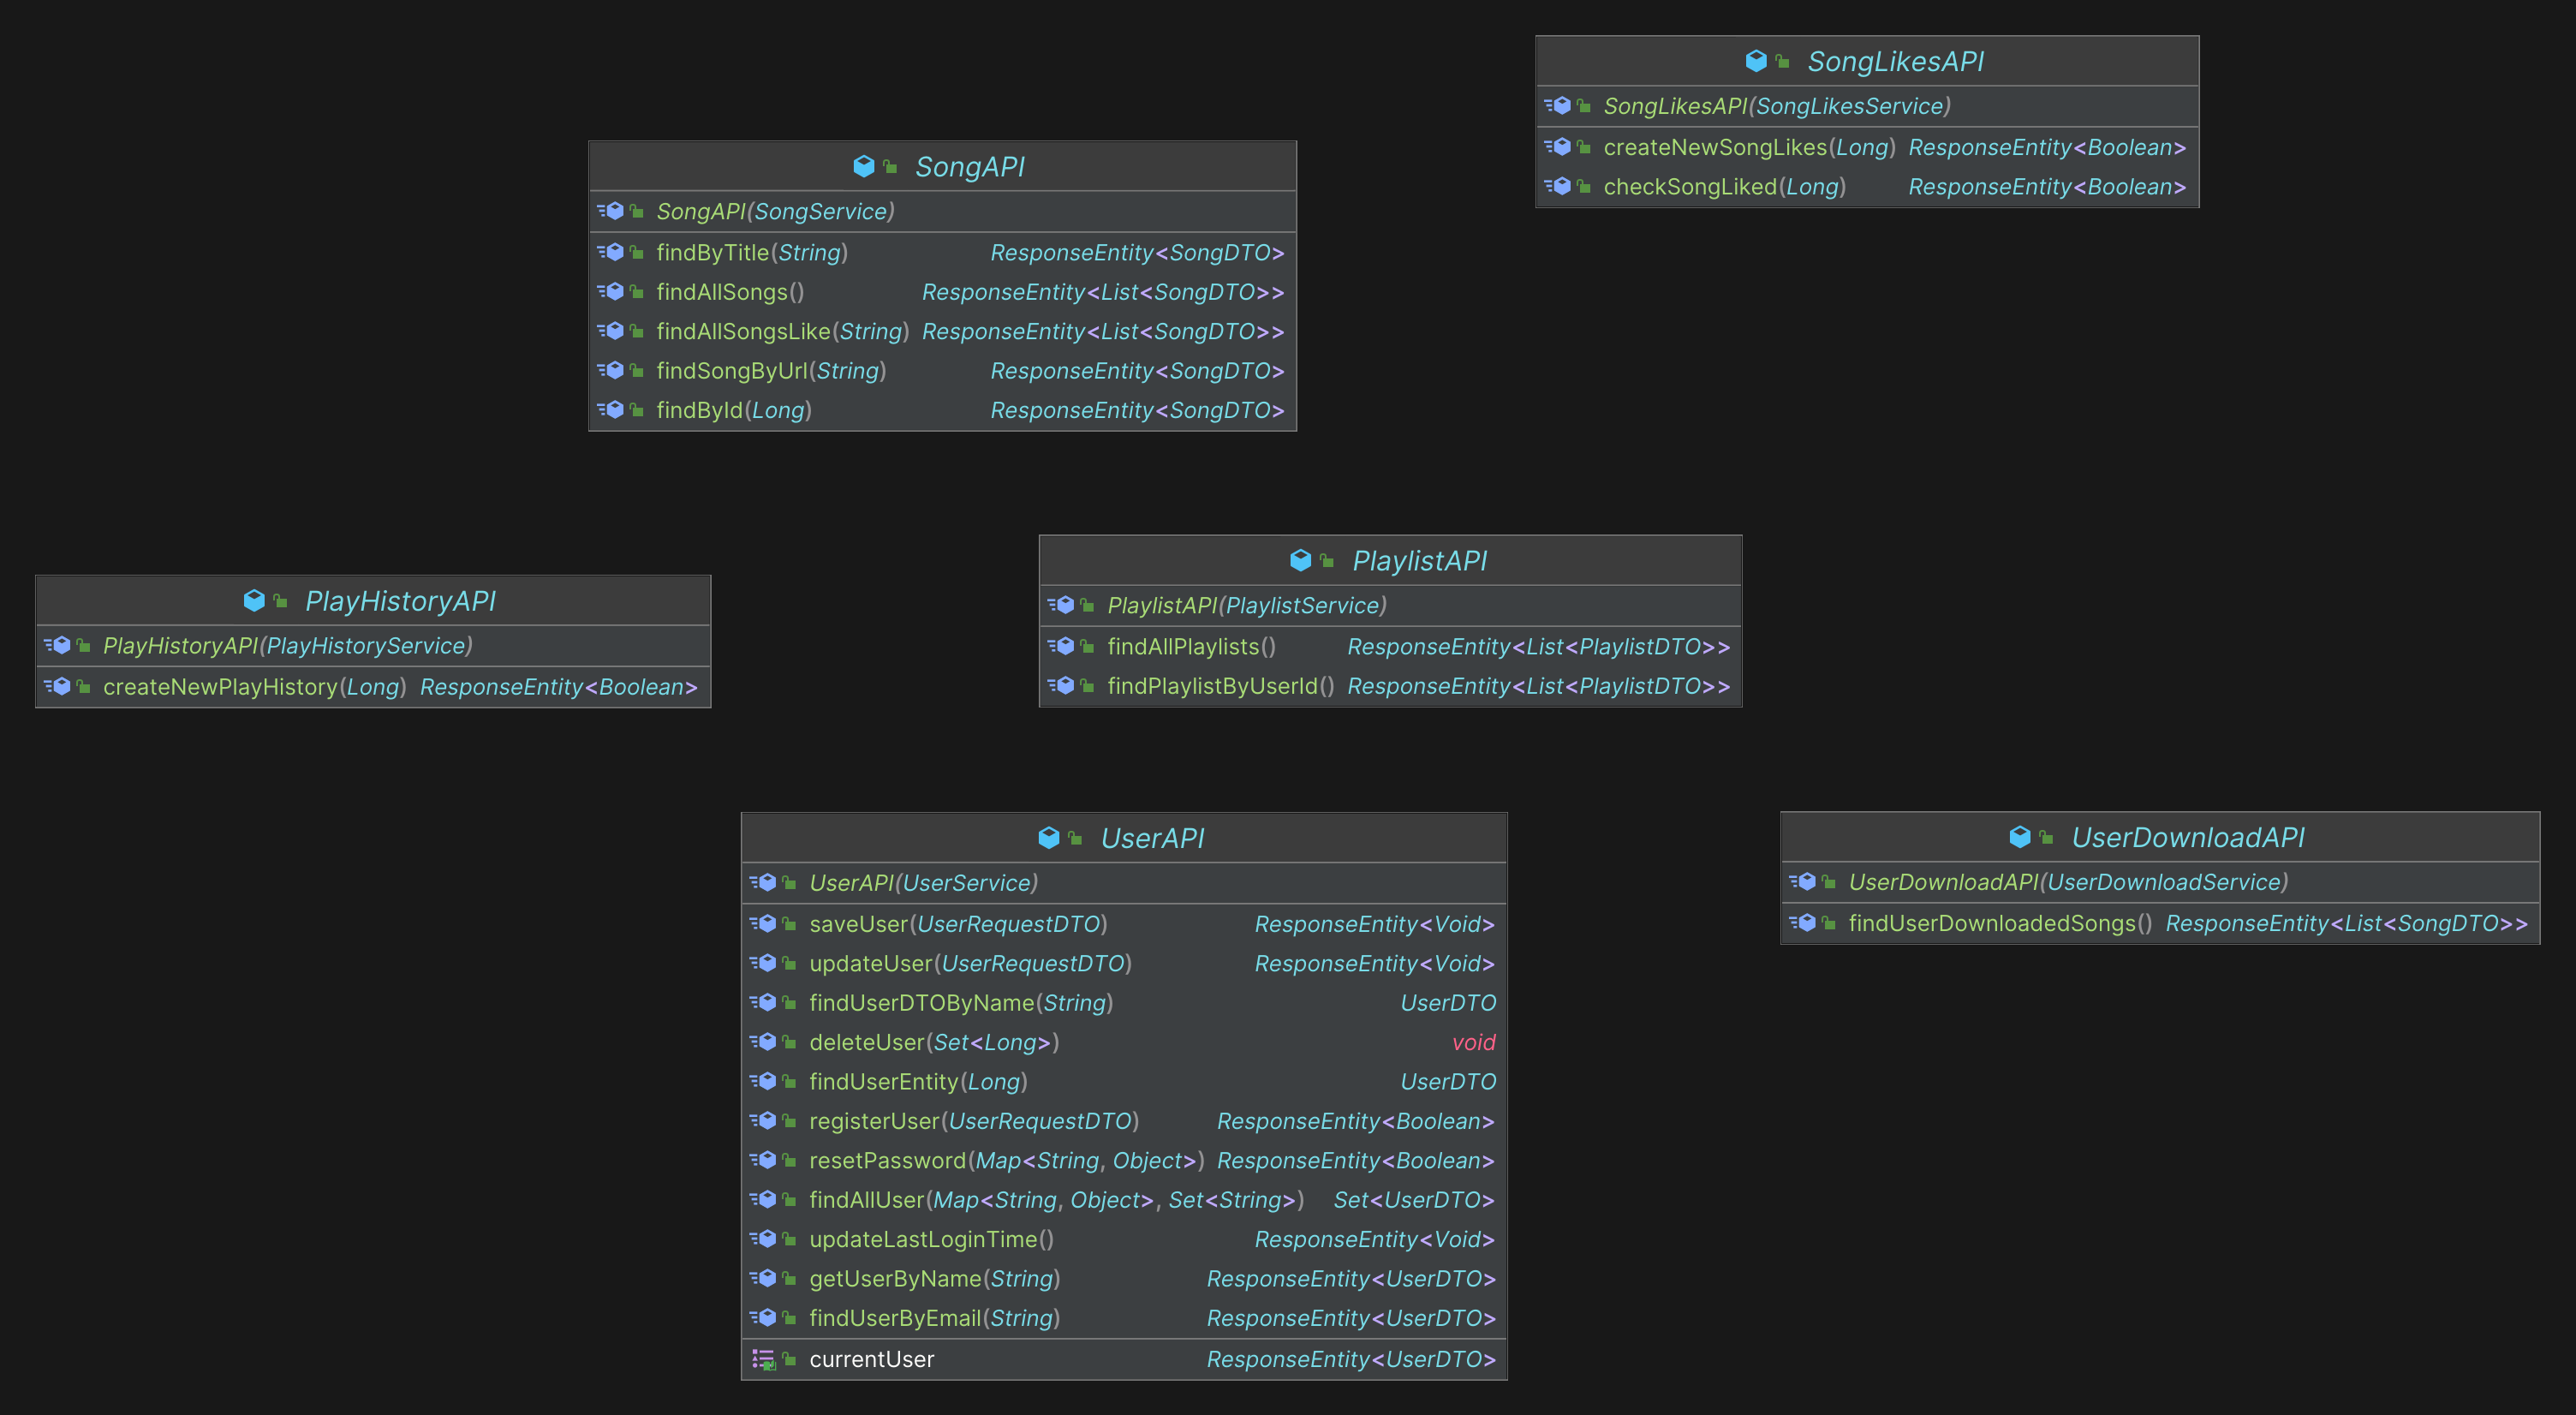 SongLikesAPI
SongLikesAPI(SongLikesService)
createNewSongLikes(Long) ResponseEntity<Boolean>
checkSongLiked(Long) ResponseEntity<Boolean>
SongAPI
SongAPI(SongService)
findByTitle(String) ResponseEntity<SongDTO>
findAllSongs() ResponseEntity<List<SongDTO>>
findAllSongsLike(String) ResponseEntity<List<SongDTO>>
findSongByUrl(String) ResponseEntity<SongDTO>
findById(Long) ResponseEntity<SongDTO>
PlayHistoryAPI
PlayHistoryAPI(PlayHistoryService)
createNewPlayHistory(Long) ResponseEntity<Boolean>
PlaylistAPI
PlaylistAPI(PlaylistService)
findAllPlaylists() ResponseEntity<List<PlaylistDTO>>
findPlaylistByUserId() ResponseEntity<List<PlaylistDTO>>
UserAPI
UserAPI(UserService)
saveUser(UserRequestDTO) ResponseEntity<Void>
updateUser(UserRequestDTO) ResponseEntity<Void>
findUserDTOByName(String) UserDTO
deleteUser(Set<Long>) void
findUserEntity(Long) UserDTO
registerUser(UserRequestDTO) ResponseEntity<Boolean>
resetPassword(Map<String, Object>) ResponseEntity<Boolean>
findAllUser(Map<String, Object>, Set<String>) Set<UserDTO>
updateLastLoginTime() ResponseEntity<Void>
getUserByName(String) ResponseEntity<UserDTO>
findUserByEmail(String) ResponseEntity<UserDTO>
currentUser ResponseEntity<UserDTO>
UserDownloadAPI
UserDownloadAPI(UserDownloadService)
findUserDownloadedSongs() ResponseEntity<List<SongDTO>>